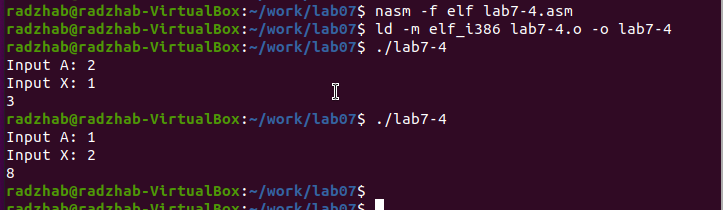 radzhab@radzhab-VirtualBox:~/work/lab07$ nasm -f elf lab7-4.asm
radzhab@radzhab-VirtualBox:~/work/lab07$ ld -m elf_i386 lab7-4.o -o lab7-4
radzhab@radzhab-VirtualBox:~/work/lab07$ ./lab7-4
Input A: 2
Input X: 1
3
radzhab@radzhab-VirtualBox:~/work/lab07$ ./lab7-4
Input A: 1
Input X: 2
8
radzhab@radzhab-VirtualBox:~/work/lab07$
radzhab@radzhab-VirtualBox:~/work/lab07$